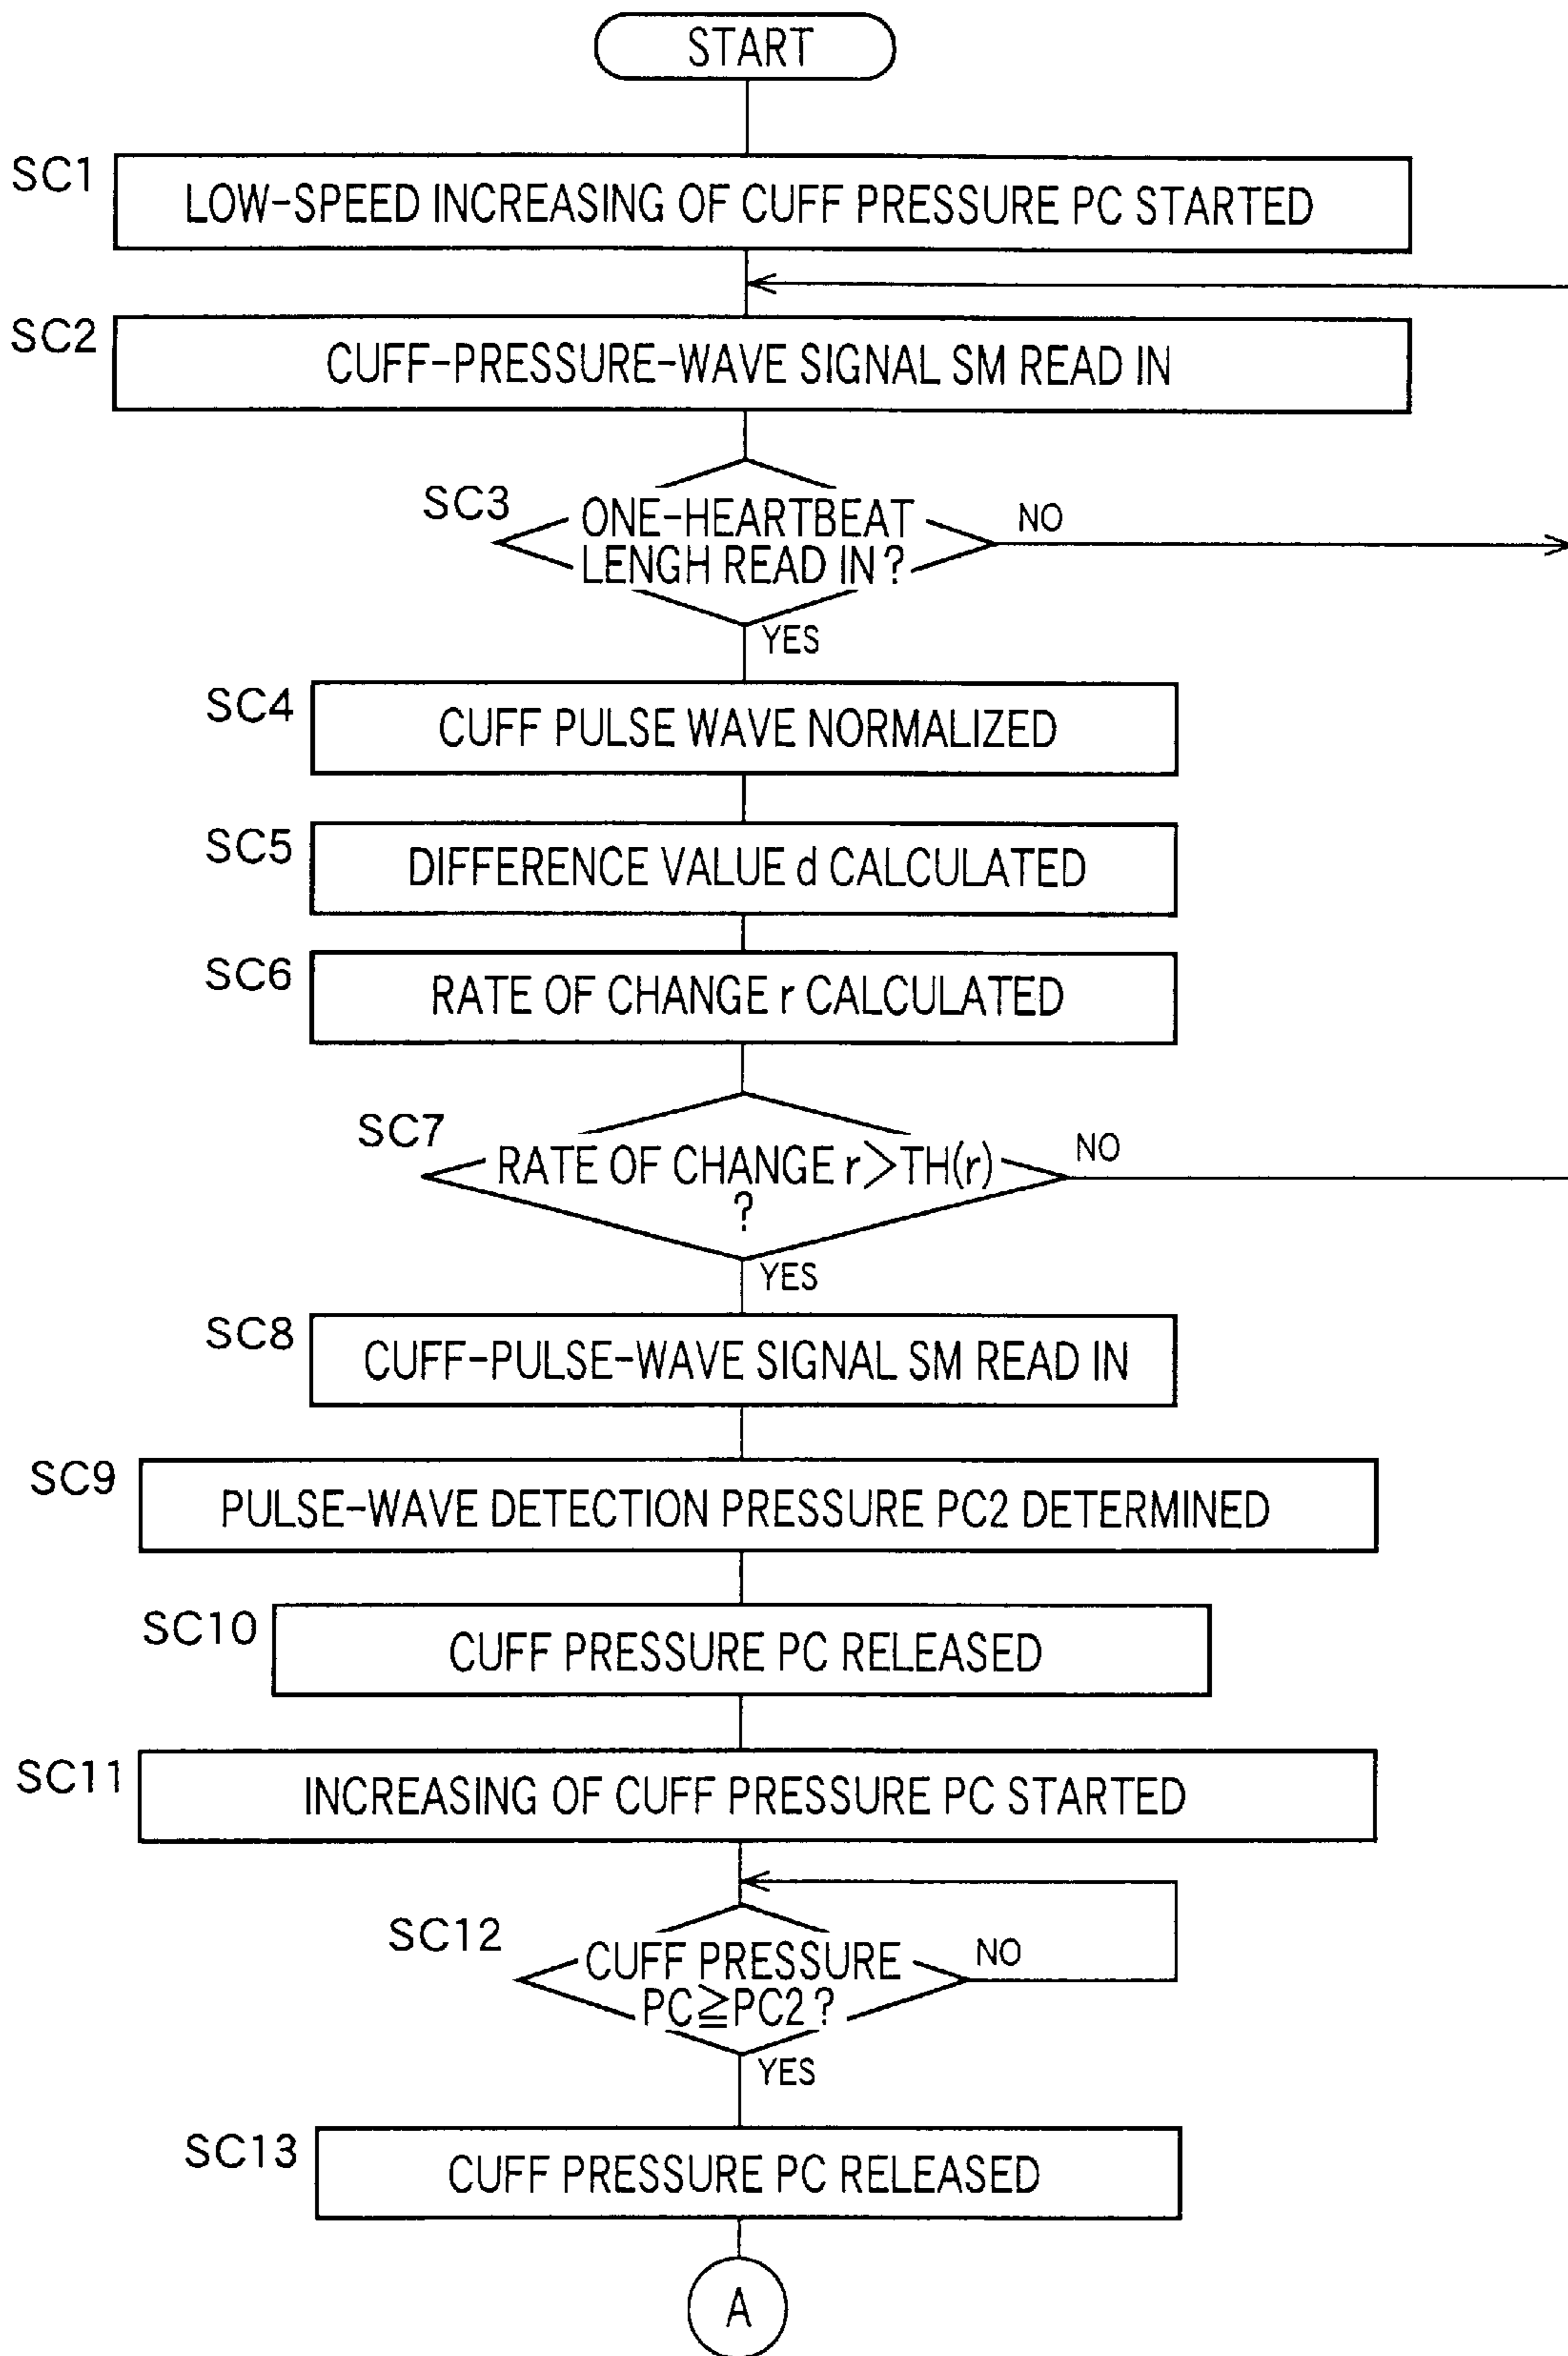 START
SC1
LOW-SPEED INCREASING OF CUFF PRESSURE PC STARTED
SC2
CUFF-PRESSURE-WAVE SIGNAL SM READ IN
SC3
ONE-HEARTBEAT
LENGH READ IN?
NO
YES
SC4
CUFF PULSE WAVE NORMALIZED
SC5
DIFFERENCE VALUE d CALCULATED
SC6
RATE OF CHANGE r CALCULATED
SC7
RATE OF CHANGE r>TH(r)
?
NO
YES
SC8
CUFF-PULSE-WAVE SIGNAL SM READ IN
SC9
PULSE-WAVE DETECTION PRESSURE PC2 DETERMINED
SC10
CUFF PRESSURE PC RELEASED
SC11
INCREASING OF CUFF PRESSURE PC STARTED
SC12
CUFF PRESSURE
PC≧PC2?
NO
YES
SC13
CUFF PRESSURE PC RELEASED
A